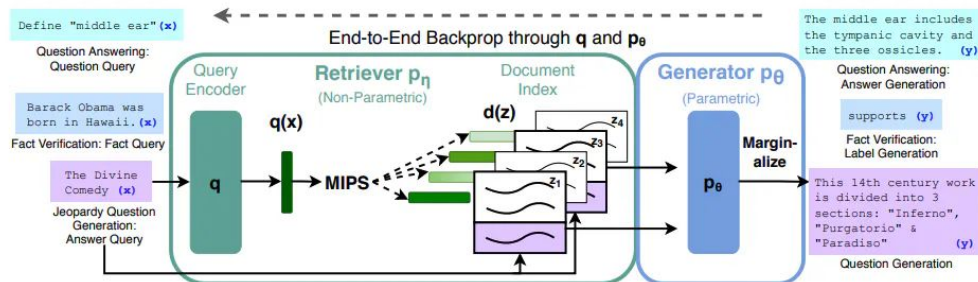 Define "middle ear" (x)
Question Answering:
Question Query
Barack Obama was
born in Hawaii. (x)
Fact Verification: Fact Query
The Divine
Comedy (x)
Jeopardy Question
Generation:
Answer Query
End-to-End Backprop through q and pθ
Query
Encoder
Retriever pη
(Non-Parametric)
Document
Index
q
q(x)
MIPS
d(z)
z4
z3
z2
z1
Generator pθ
(Parametric)
pθ
Margin-
alize
The middle ear includes
the tympanic cavity and
the three ossicles. (y)
Question Answering:
Answer Generation
supports (y)
Fact Verification:
Label Generation
This 14th century work
is divided into 3
sections: "Inferno",
"Purgatorio" &
"Paradiso" (y)
Question Generation